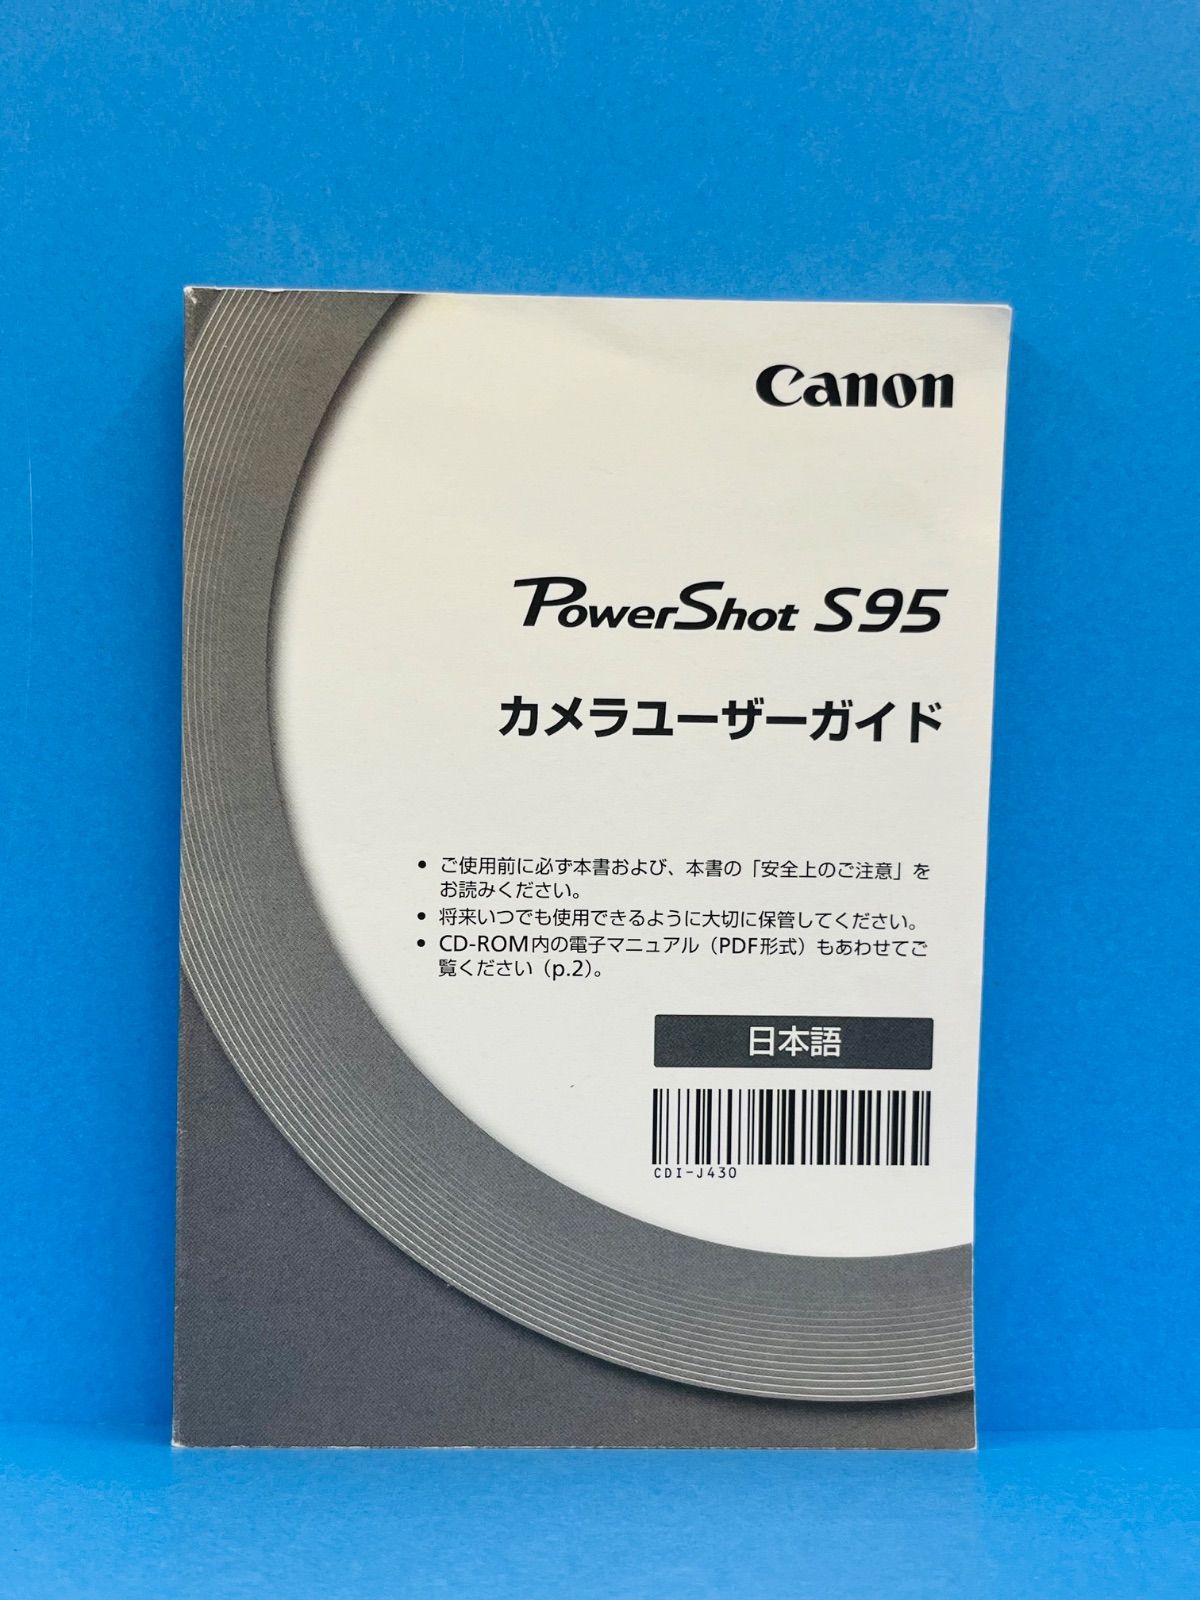 Canon
PowerShot S95
カメラユーザーガイド
● ご使用前に必ず本書および、本書の「安全上のご注意」を
お読みください。
● 将来いつでも使用できるように大切に保管してください。
● CD-ROM内の電子マニュアル（PDF形式）もあわせてご
覧ください（p.2）。
日本語
CDI-J430